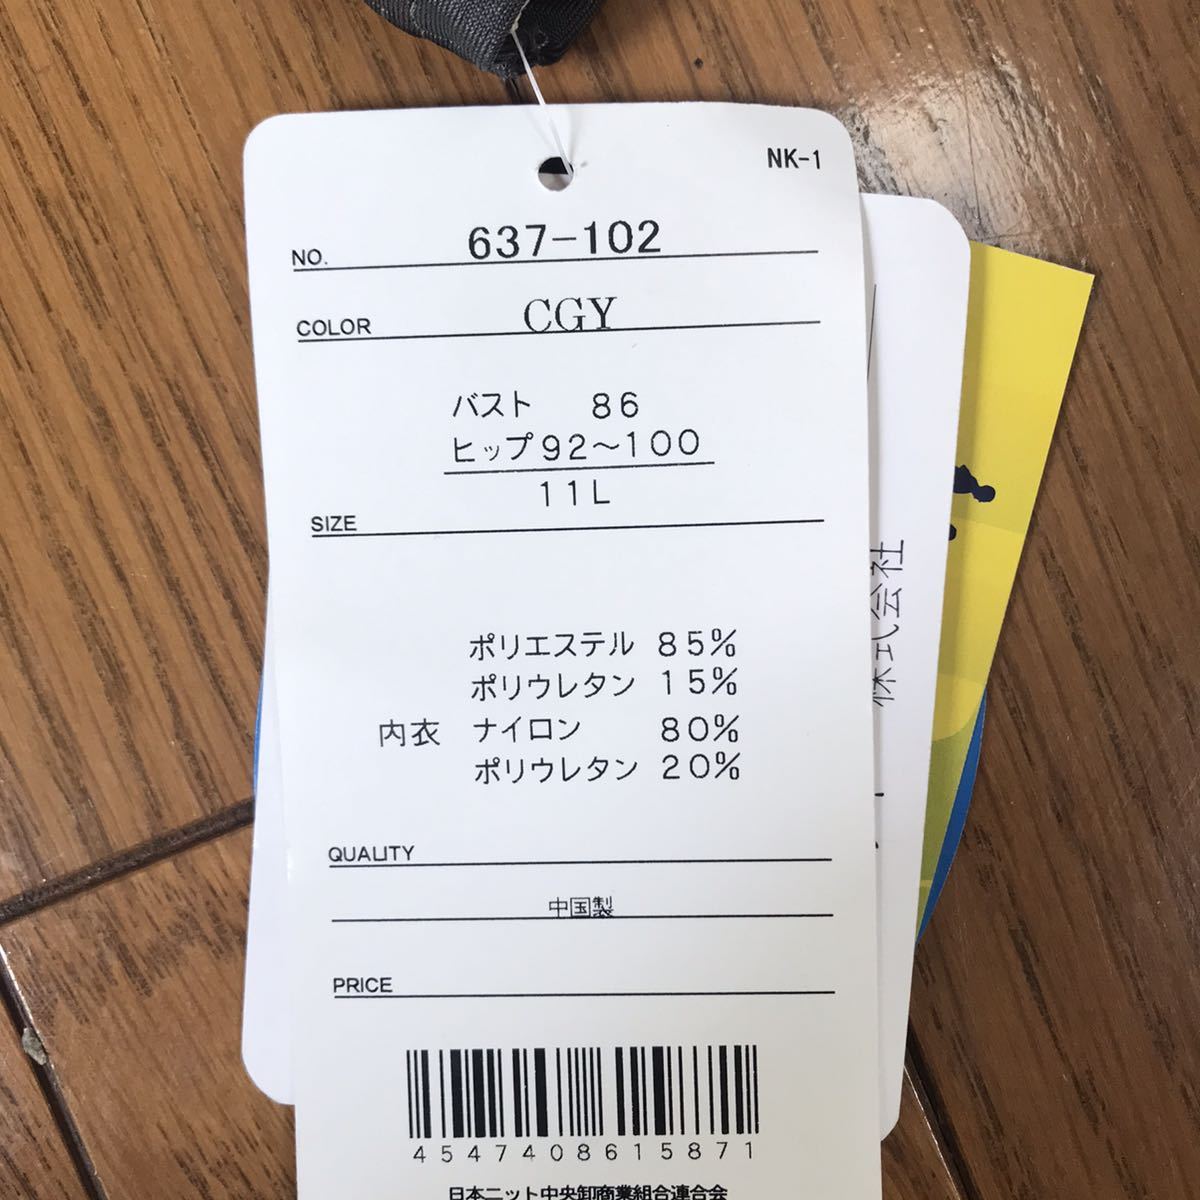 NK-1
NO. 637-102
COLOR CGY
バスト 86
ヒップ92〜100
11L
SIZE
ポリエステル 85%
ポリウレタン 15%
内衣 ナイロン 80%
ポリウレタン 20%
QUALITY
中国製
PRICE
4547408615871
日本ニット中央卸商業組合連合会
株式会社